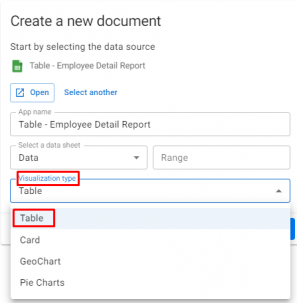 Create a new document
Start by selecting the data source
Table - Employee Detail Report
Open Select another
App name
Table - Employee Detail Report
Select a data sheet
Data Range
Visualization type
Table
Table
Card
GeoChart
Pie Charts